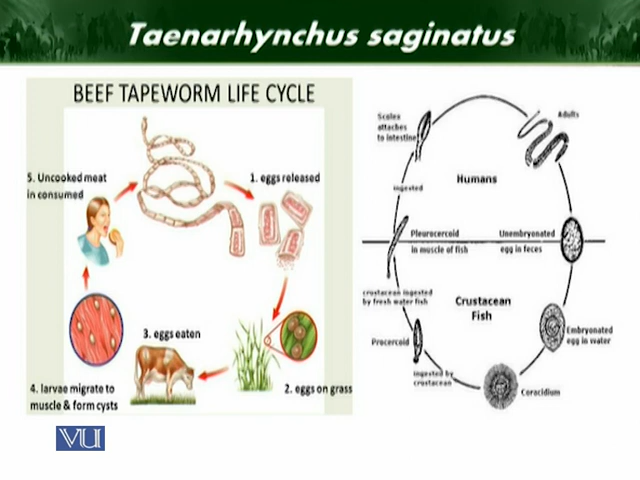 Taenarhynchus saginatus
BEEF TAPEWORM LIFE CYCLE
5. Uncooked meat
in consumed
1. eggs released
3. eggs eaten
4. larvae migrate to
muscle & form cysts
2. eggs on grass
VU
Scolex
attaches
to intestine
Adults
ingested
Humans
Plerocercoid
in muscle of fish
Unembryonated
egg in feces
crustacean ingested
by fresh water fish
Crustacean
Fish
Procercoid
Embryonated
egg in water
ingested by
crustacean
Coracidium